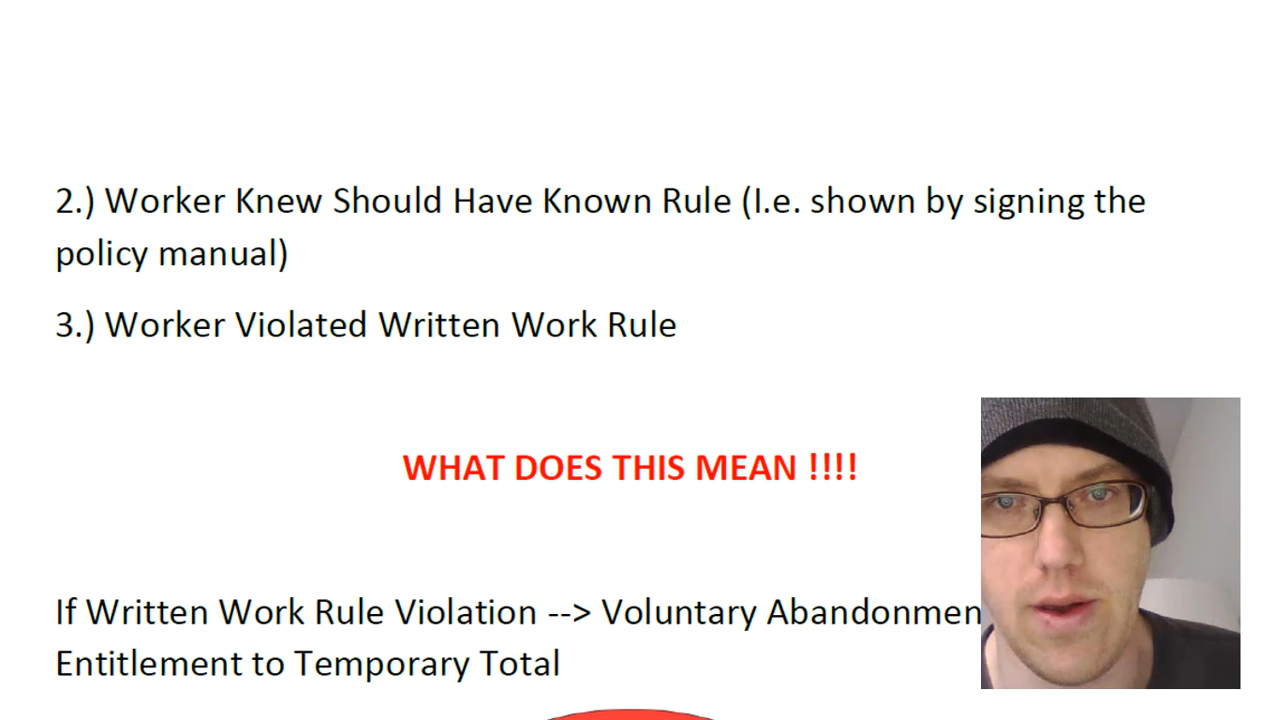 2.) Worker Knew Should Have Known Rule (I.e. shown by signing the
policy manual)
3.) Worker Violated Written Work Rule
WHAT DOES THIS MEAN !!!!
If Written Work Rule Violation --> Voluntary Abandonmen
Entitlement to Temporary Total